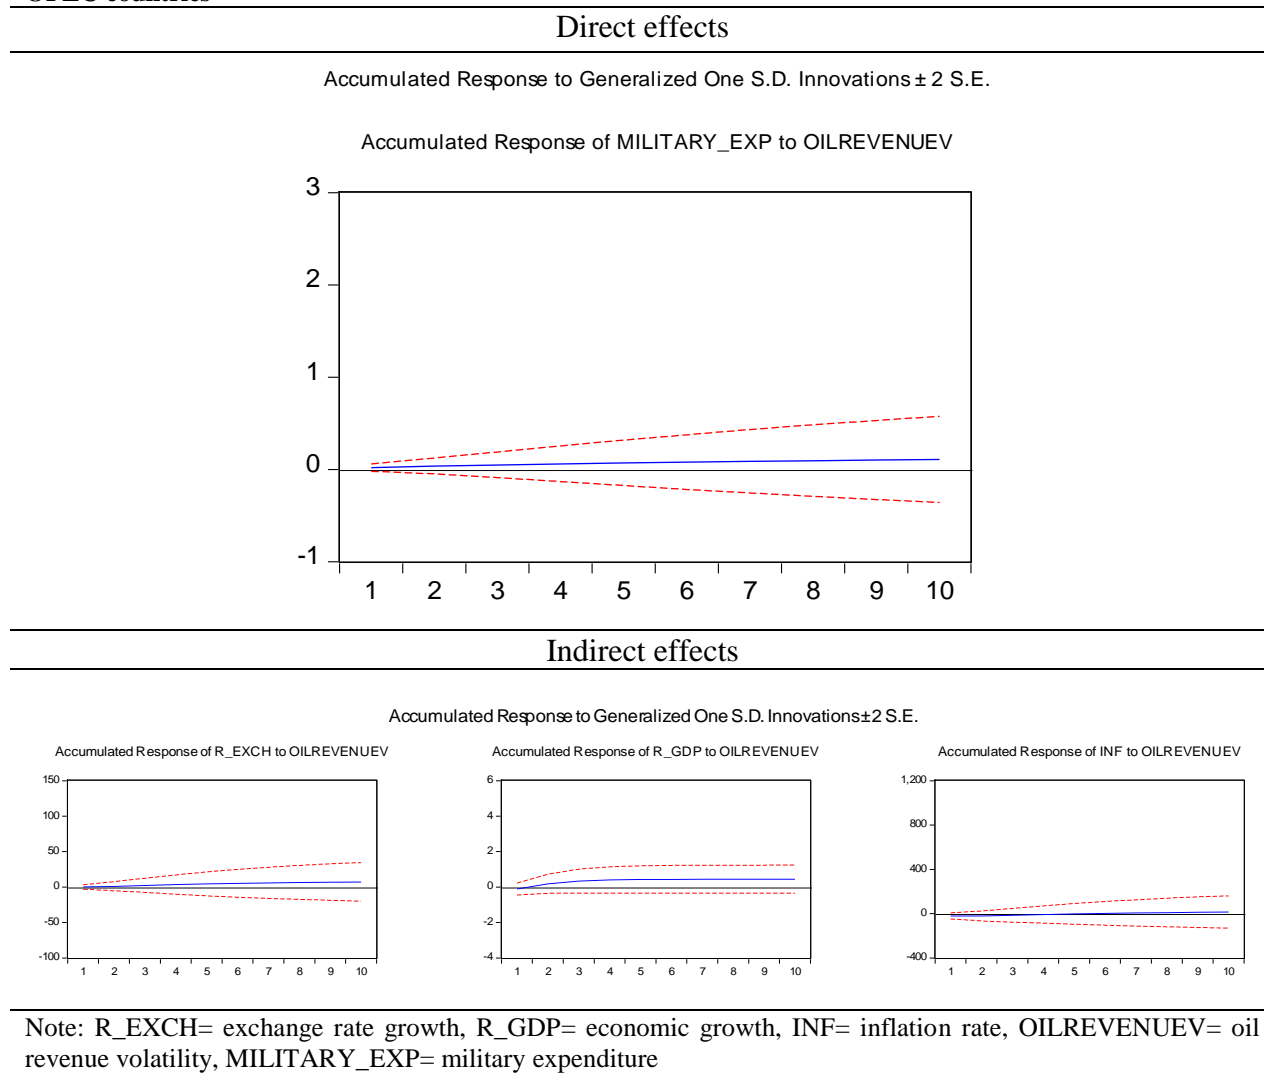 Direct effects
Accumulated Response to Generalized One S.D. Innovations ± 2 S.E.
Accumulated Response of MILITARY_EXP to OILREVENUEV
3
2
1
0
-1
1 2 3 4 5 6 7 8 9 10
Indirect effects
Accumulated Response to Generalized One S.D. Innovations ± 2 S.E.
Accumulated Response of R_EXCH to OILREVENUEV
150
100
50
0
-50
-100
1 2 3 4 5 6 7 8 9 10
Accumulated Response of R_GDP to OILREVENUEV
6
4
2
0
-2
-4
1 2 3 4 5 6 7 8 9 10
Accumulated Response of INF to OILREVENUEV
1,200
800
400
0
-400
1 2 3 4 5 6 7 8 9 10
Note: R_EXCH= exchange rate growth, R_GDP= economic growth, INF= inflation rate, OILREVENUEV= oil
revenue volatility, MILITARY_EXP= military expenditure